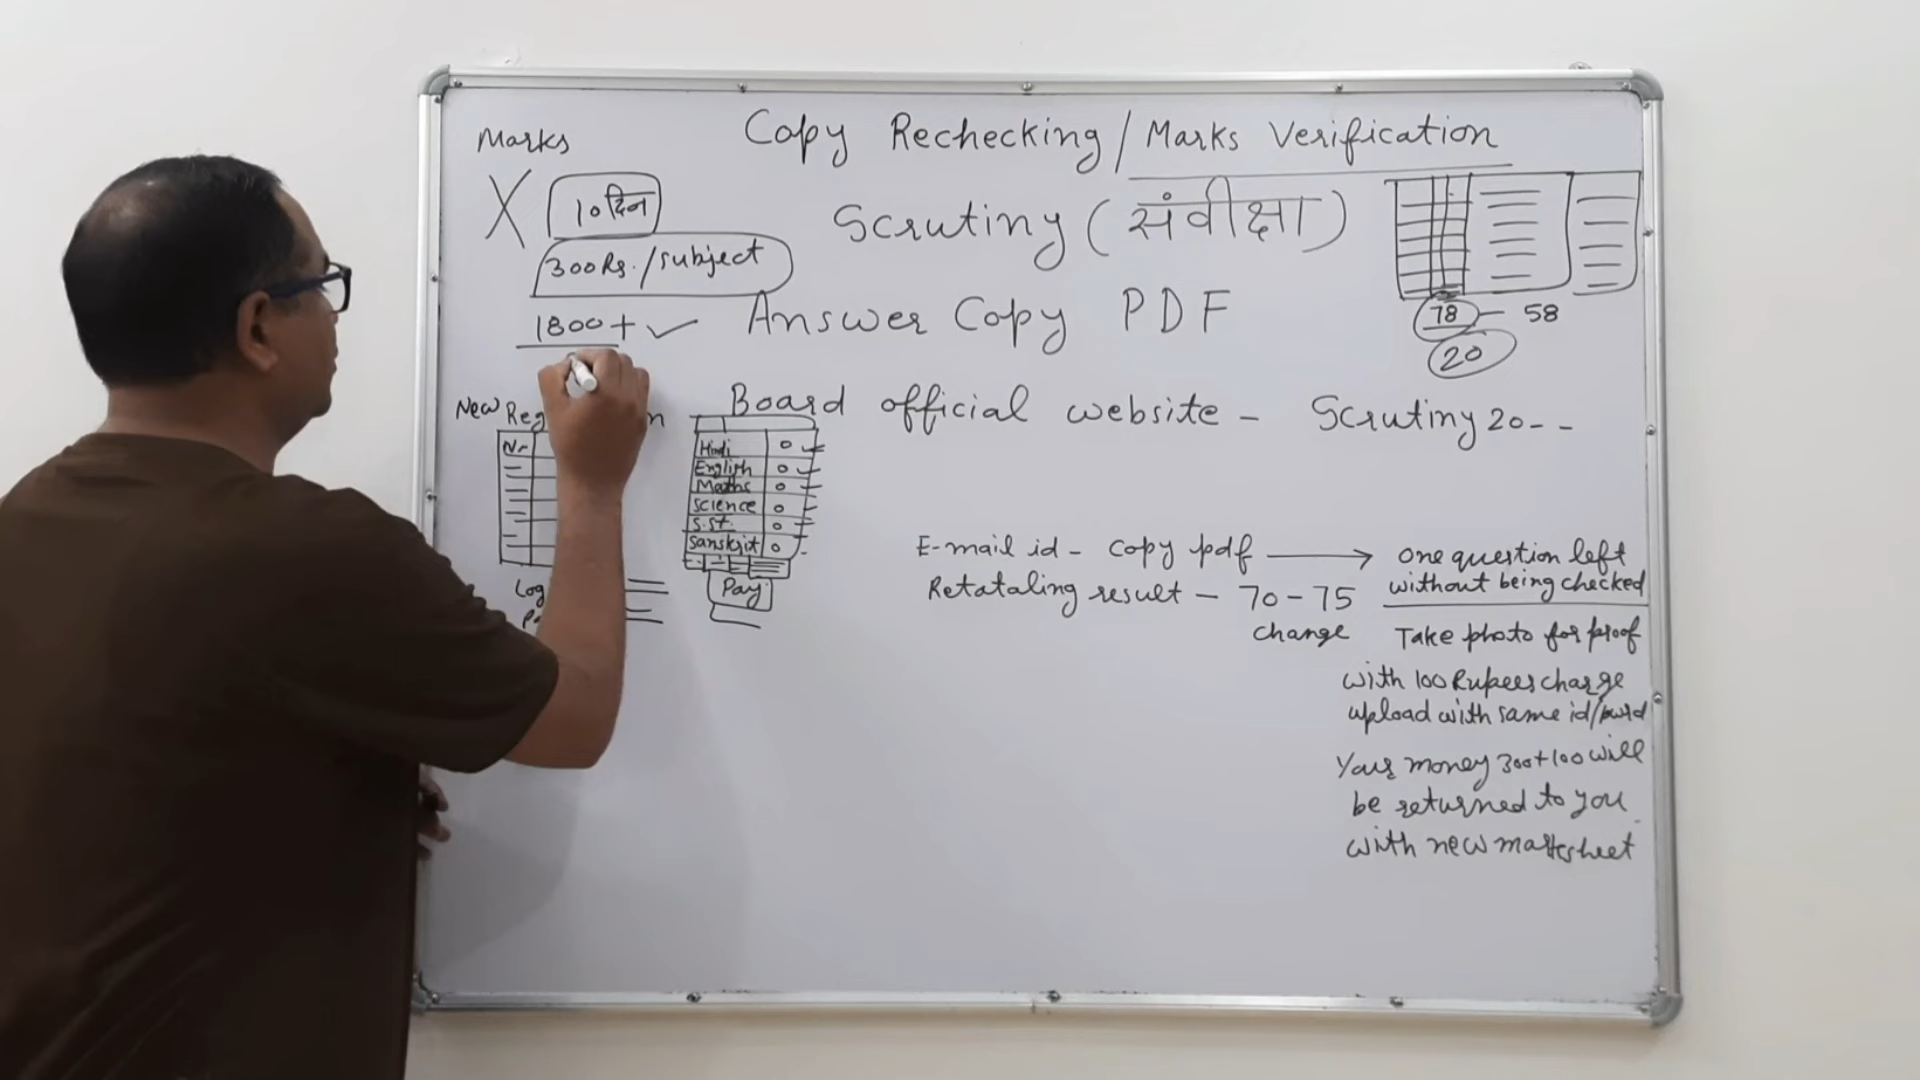 Copy Rechecking / Marks Verification
Marks
X
10 दिन
Scrutiny ( संवीक्षा )
300 Rs. / subject
1800 +
Answer Copy PDF
78 - 58
20
Board official website - Scrutiny 20--
New
Hindi
English
Maths
Science
S.St.
Sanskrit
Pay
E-mail id - copy pdf
Retataling result - 70 - 75
change
one question left
without being checked
Take photo for proof
with 100 Rupees charge
upload with same id/pwrd
Your money 300+100 will
be returned to you
with new marksheet